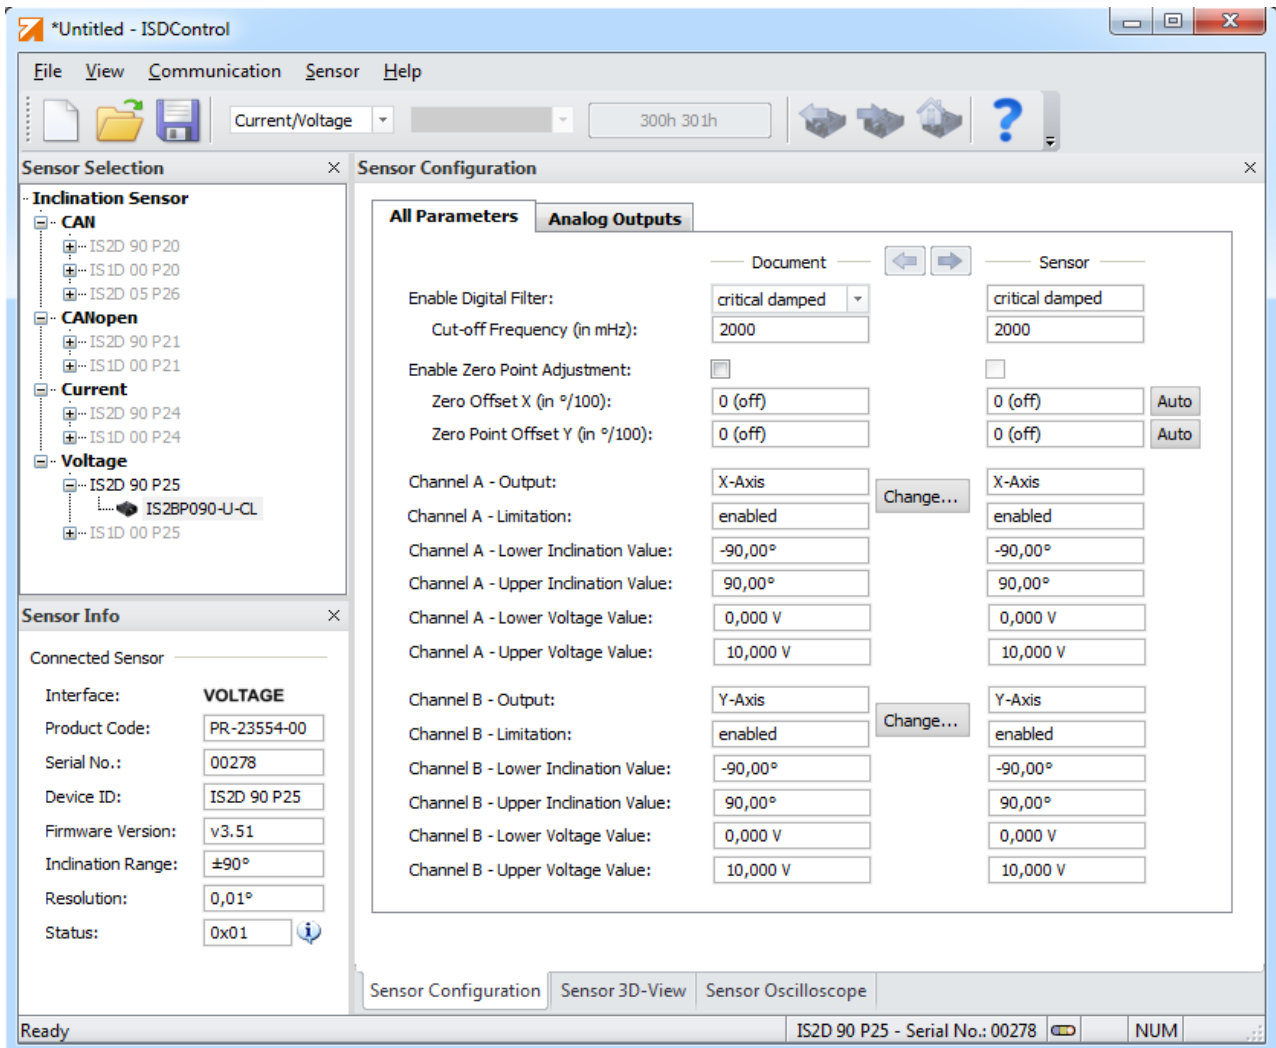 *Untitled - ISDControl
File View Communication Sensor Help
Current/Voltage 300h 301h ?
Sensor Selection
Inclination Sensor
CAN
IS2D 90 P20
IS1D 00 P20
IS2D 05 P26
CANopen
IS2D 90 P21
IS1D 00 P21
Current
IS2D 90 P24
IS1D 00 P24
Voltage
IS2D 90 P25
IS2BP090-U-CL
IS1D 00 P25
Sensor Info
Connected Sensor
Interface: VOLTAGE
Product Code: PR-23554-00
Serial No.: 00278
Device ID: IS2D 90 P25
Firmware Version: v3.51
Inclination Range: ±90°
Resolution: 0,01°
Status: 0x01
Sensor Configuration
All Parameters Analog Outputs
Document Sensor
Enable Digital Filter: critical damped critical damped
Cut-off Frequency (in mHz): 2000 2000
Enable Zero Point Adjustment:
Zero Offset X (in °/100): 0 (off) 0 (off) Auto
Zero Point Offset Y (in °/100): 0 (off) 0 (off) Auto
Channel A - Output: X-Axis Change... X-Axis
Channel A - Limitation: enabled enabled
Channel A - Lower Inclination Value: -90,00° -90,00°
Channel A - Upper Inclination Value: 90,00° 90,00°
Channel A - Lower Voltage Value: 0,000 V 0,000 V
Channel A - Upper Voltage Value: 10,000 V 10,000 V
Channel B - Output: Y-Axis Change... Y-Axis
Channel B - Limitation: enabled enabled
Channel B - Lower Inclination Value: -90,00° -90,00°
Channel B - Upper Inclination Value: 90,00° 90,00°
Channel B - Lower Voltage Value: 0,000 V 0,000 V
Channel B - Upper Voltage Value: 10,000 V 10,000 V
Sensor Configuration Sensor 3D-View Sensor Oscilloscope
Ready IS2D 90 P25 - Serial No.: 00278 NUM